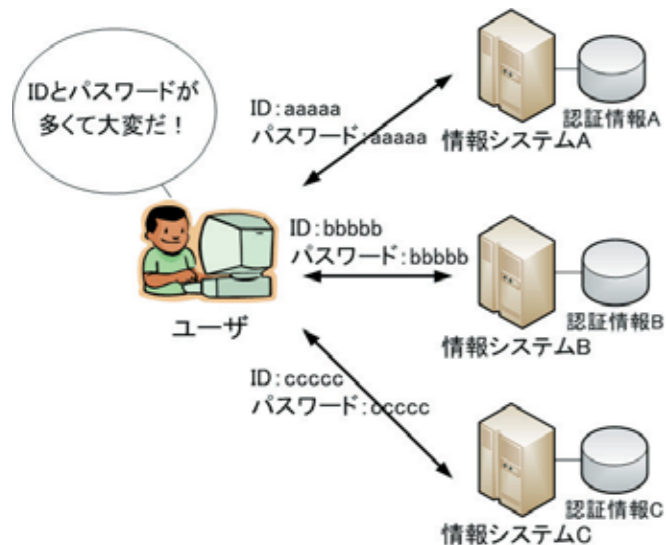 IDとパスワードが
多くて大変だ！
ID：aaaaa
パスワード：aaaaa
情報システムA
認証情報A
ユーザ
ID：bbbbb
パスワード：bbbbb
情報システムB
認証情報B
ID：ccccc
パスワード：ccccc
情報システムC
認証情報C